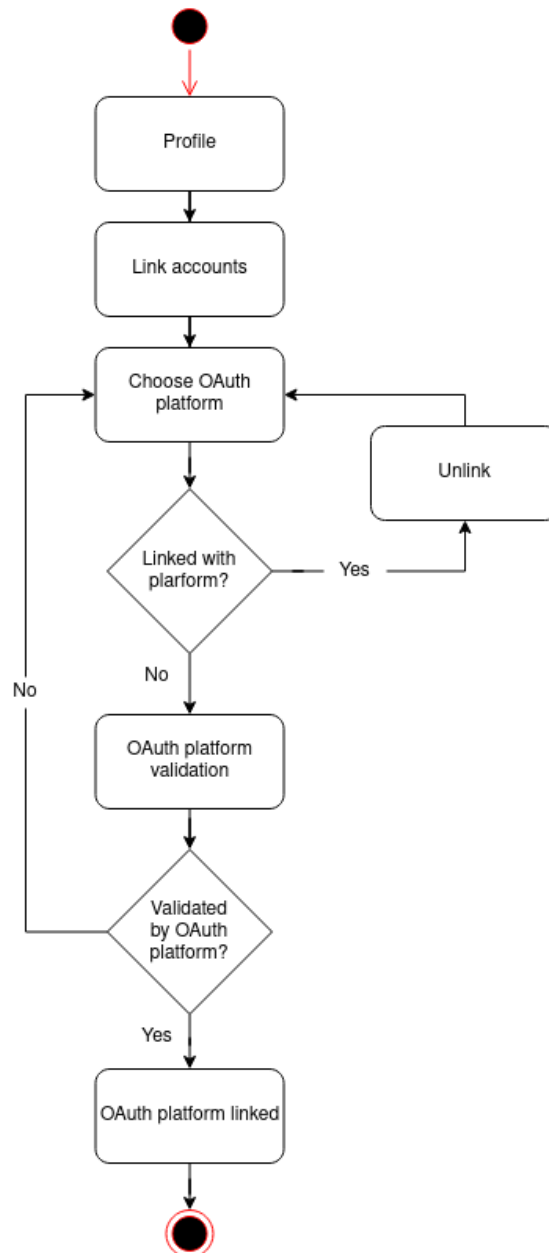 Profile
Link accounts
Choose OAuth
platform
Unlink
Linked with
plarform?
Yes
No
No
OAuth platform
validation
Validated
by OAuth
platform?
Yes
OAuth platform linked